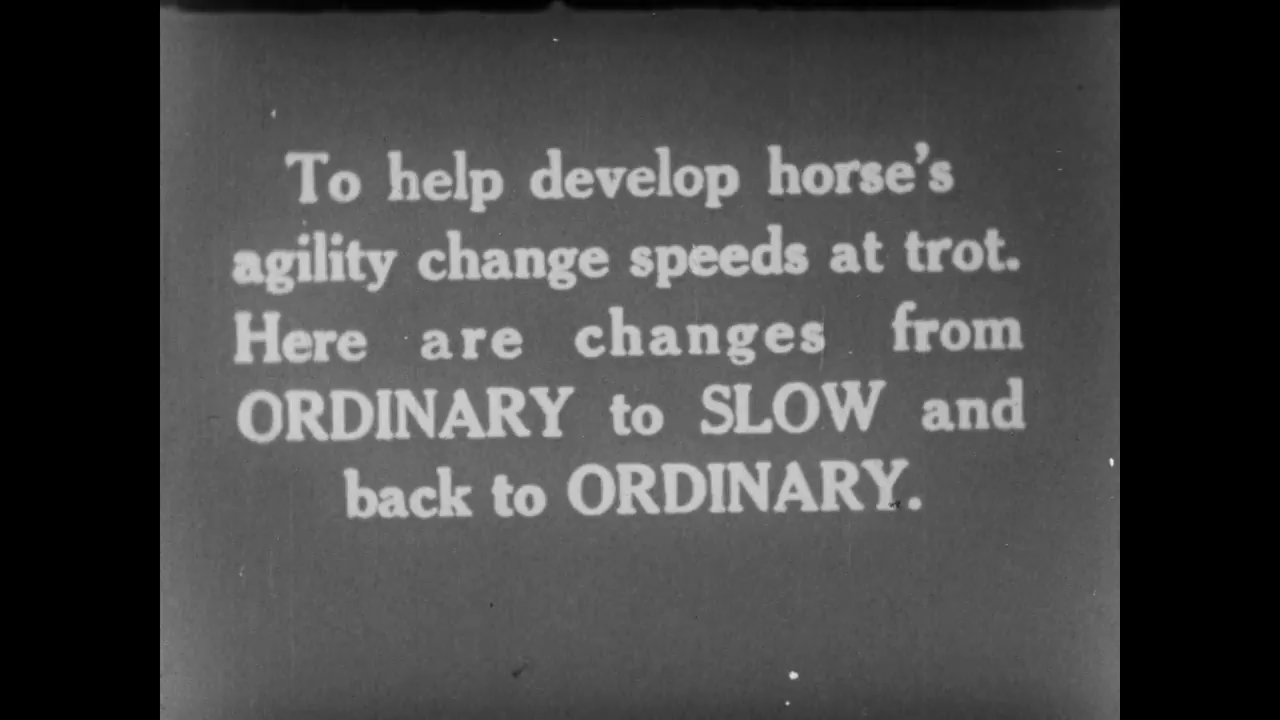 To help develop horse's
agility change speeds at trot.
Here are changes from
ORDINARY to SLOW and
back to ORDINARY.